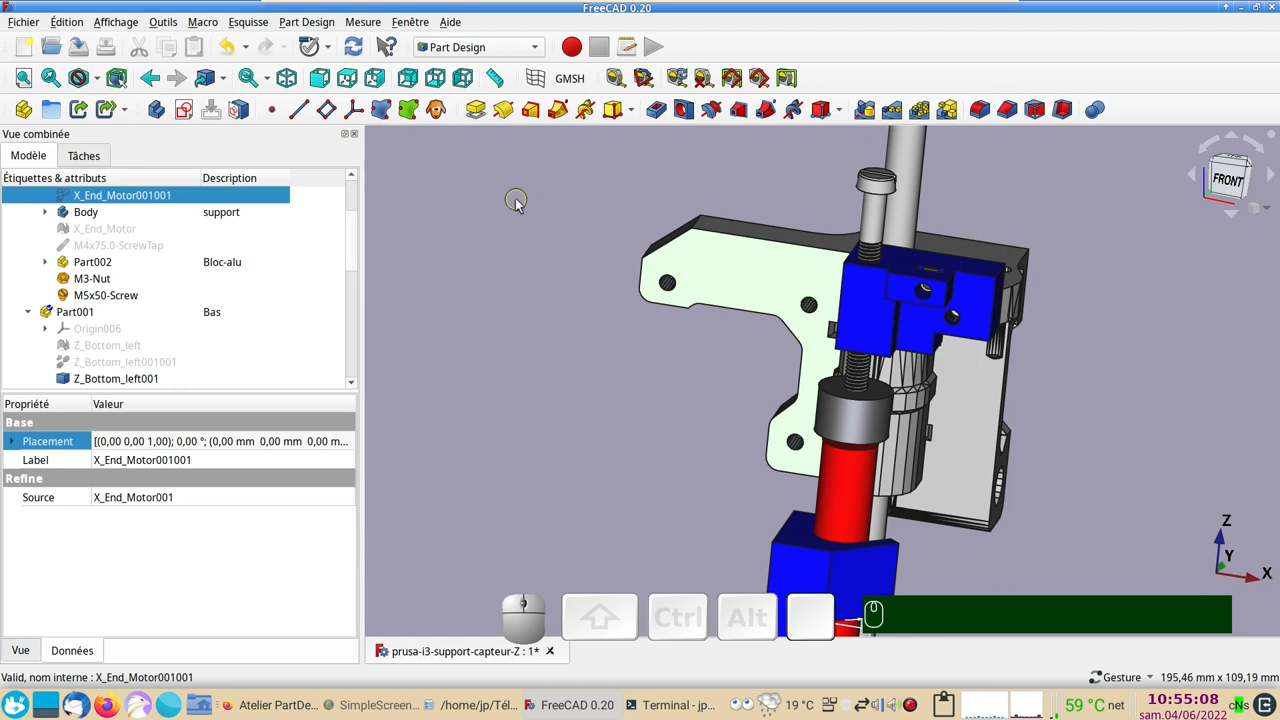 FreeCAD 0.20
Fichier Édition Affichage Outils Macro Esquisse Part Design Mesure Fenêtre Aide
Part Design
GMSH
Vue combinée
Modèle Tâches
Étiquettes & attributs Description
X_End_Motor001001
Body support
X_End_Motor
M4x75.0-ScrewTap
Part002 Bloc-alu
M3-Nut
M5x50-Screw
Part001 Bas
Origin006
Z_Bottom_left
Z_Bottom_left001001
Z_Bottom_left001
Propriété Valeur
Base
Placement [(0,00 0,00 1,00); 0,00 °; (0,00 mm 0,00 mm 0,00 m...
Label X_End_Motor001001
Refine
Source X_End_Motor001
FRONT
Z
Y
X
Ctrl Alt
Vue Données
prusa-i3-support-capteur-Z : 1*
Valid, nom interne : X_End_Motor001001
Gesture 195,46 mm x 109,19 mm
Atelier PartDe... SimpleScreen... /home/jp/Tél... FreeCAD 0.20 Terminal - jp... 19 °C 59 °C net
10:55:08
sam.04/06/2022
cNs